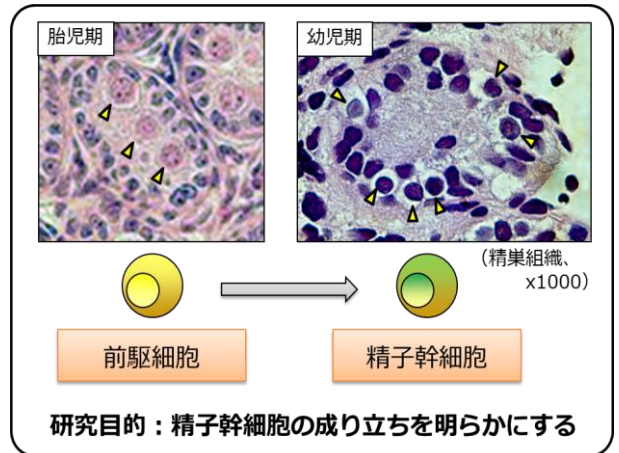 胎児期
幼児期
(精巣組織、
x1000)
前駆細胞
精子幹細胞
研究目的：精子幹細胞の成り立ちを明らかにする